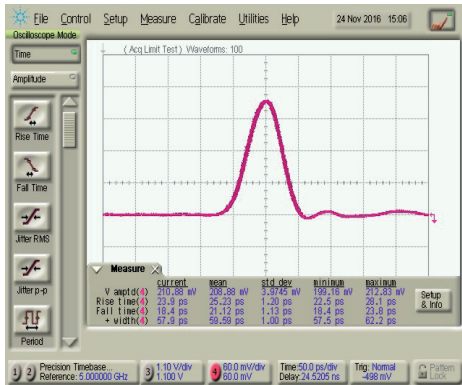 File Control Setup Measure Calibrate Utilities Help 24 Nov 2016 15:06
Oscilloscope Mode
Time
( Acq Limit Test ) Waveforms: 100
Amplitude
Rise Time
Fall Time
Jitter RMS
Jitter p-p
Period
Measure
current mean std dev minimum maximum
V amptd(4) 210.88 mV 208.88 mV 3.9745 mV 199.16 mV 212.83 mV
Rise time(4) 23.9 ps 25.23 ps 1.20 ps 22.5 ps 28.1 ps
Fall time(4) 18.4 ps 21.12 ps 1.13 ps 18.4 ps 23.8 ps
+ width(4) 57.9 ps 59.59 ps 1.00 ps 57.5 ps 62.2 ps
Setup
& Info
1 2 Precision Timebase...
Reference: 5.000000 GHz
3 1.10 V/div
1.100 V
4 60.0 mV/div
60.0 mV
Time:50.0 ps/div
Delay:24.5205 ns
Trig: Normal
-498 mV
Pattern
Lock